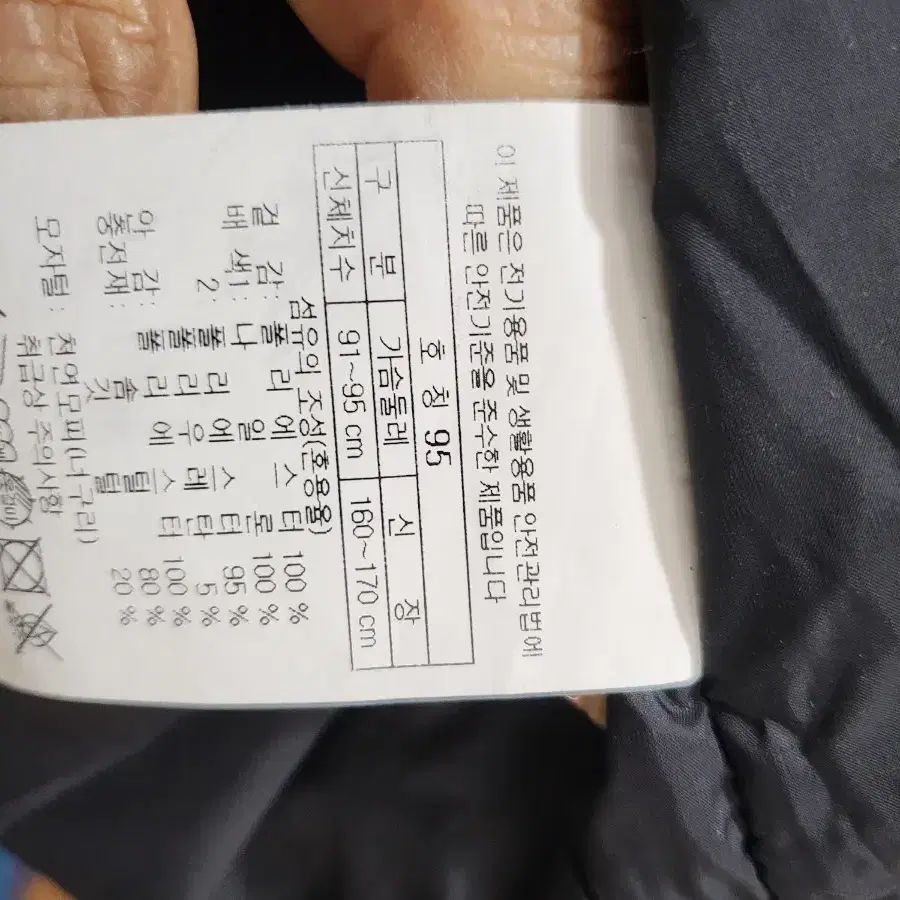 이 제품은 전기용품 및 생활용품 안전관리법에
따른 안전기준을 준수한 제품입니다
호 칭 95
구 분 가슴둘레 신 장
신체치수 91~95 cm 160~170 cm
섬유의 조성(혼용율)
겉 감: 폴 리 에 스 터 100 %
배 색1: 나 일 론 100 %
2: 폴 리 에 스 터 95 %
폴 리 우 레 탄 5 %
안 감: 폴 리 에 스 터 100 %
충전재: 솜 털 80 %
깃 털 20 %
모자털: 천연모피(너구리)
취급상 주의사항